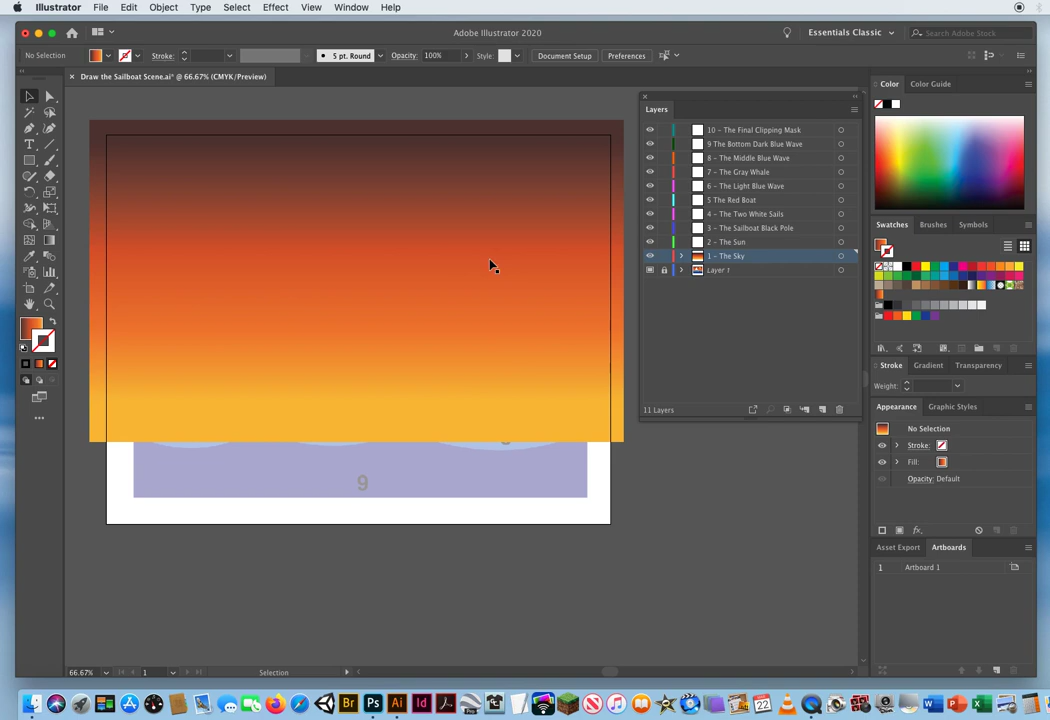 Illustrator File Edit Object Type Select Effect View Window Help
Adobe Illustrator 2020
Essentials Classic
Search Adobe Stock
No Selection Stroke: 5 pt. Round Opacity: 100% Style: Document Setup Preferences
× Draw the Sailboat Scene.ai* @ 66.67% (CMYK/Preview)
Layers
10 - The Final Clipping Mask
9 The Bottom Dark Blue Wave
8 - The Middle Blue Wave
7 - The Gray Whale
6 - The Light Blue Wave
5 The Red Boat
4 - The Two White Sails
3 - The Sailboat Black Pole
2 - The Sun
1 - The Sky
Layer 1
11 Layers
9
Color Color Guide
Swatches Brushes Symbols
Stroke Gradient Transparency
Weight:
Appearance Graphic Styles
No Selection
Stroke:
Fill:
Opacity: Default
Asset Export Artboards
1 Artboard 1
66.67% 1 Selection
Br Ps Ai Id 22